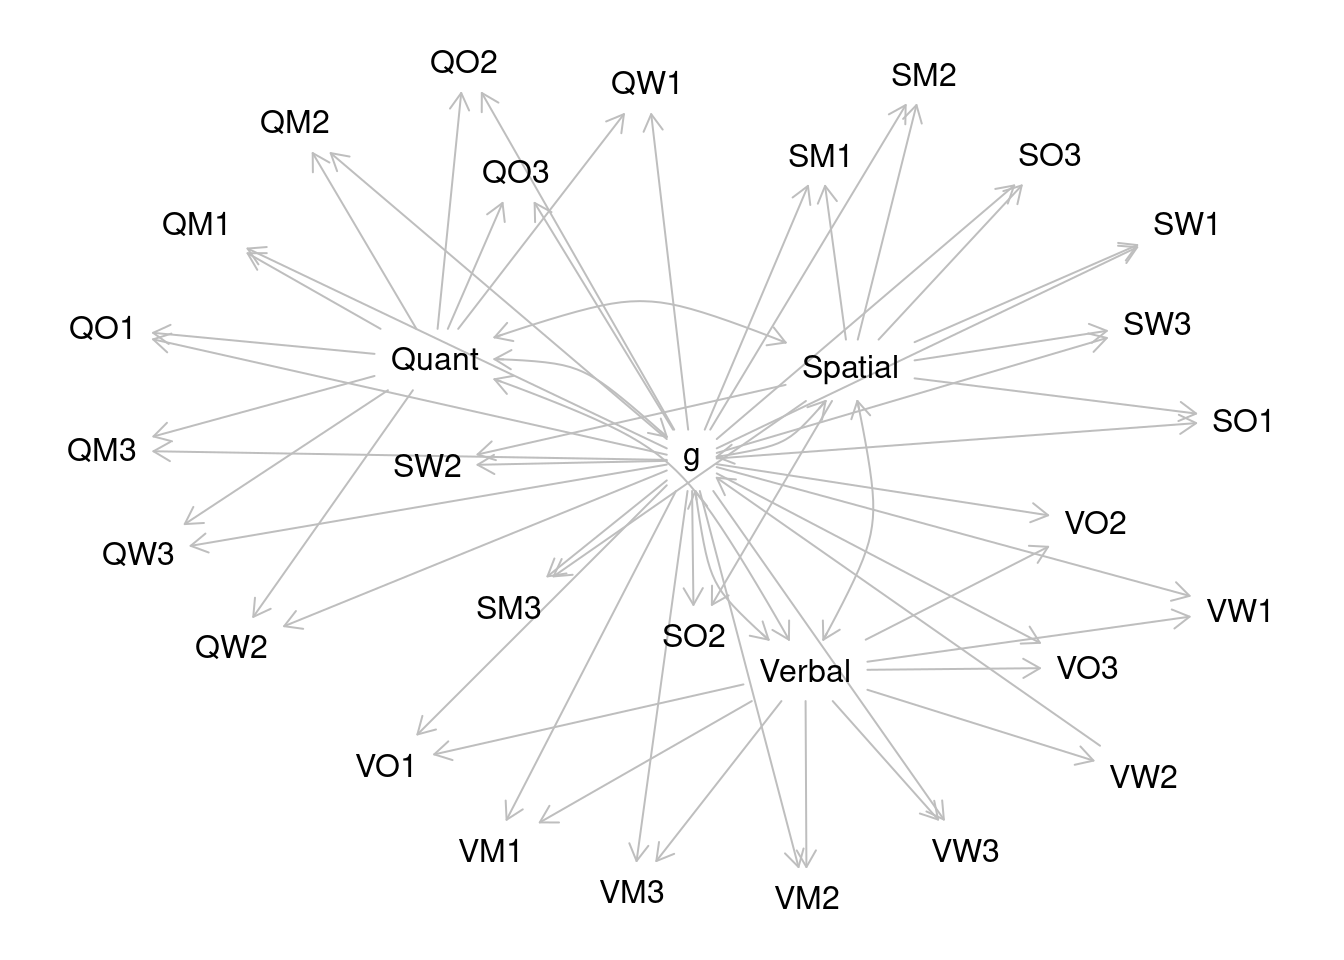 QO2
SM2
QW1
QM2
SM1
SO3
QO3
QM1
SW1
QO1
SW3
Quant
Spatial
SO1
QM3
SW2
g
VO2
QW3
SM3
VW1
SO2
QW2
Verbal
VO3
VO1
VW2
VM1
VW3
VM3
VM2